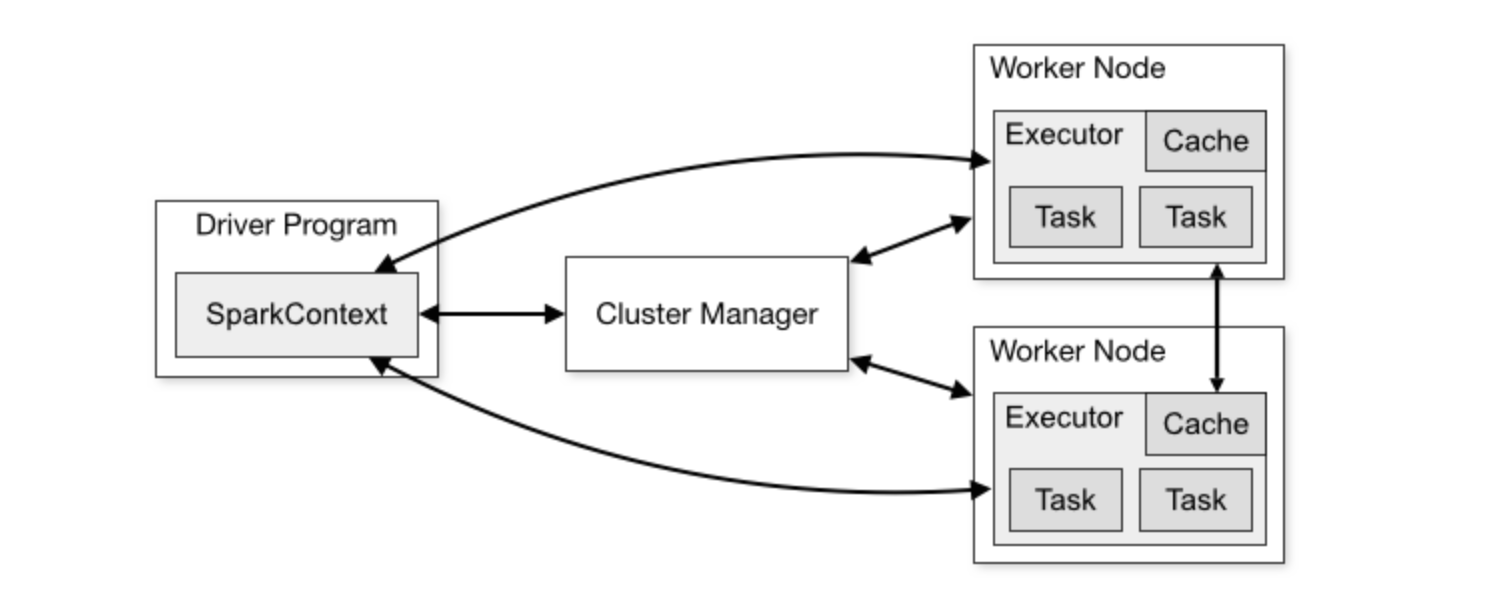 Driver Program
SparkContext
Cluster Manager
Worker Node
Executor
Cache
Task
Task
Worker Node
Executor
Cache
Task
Task